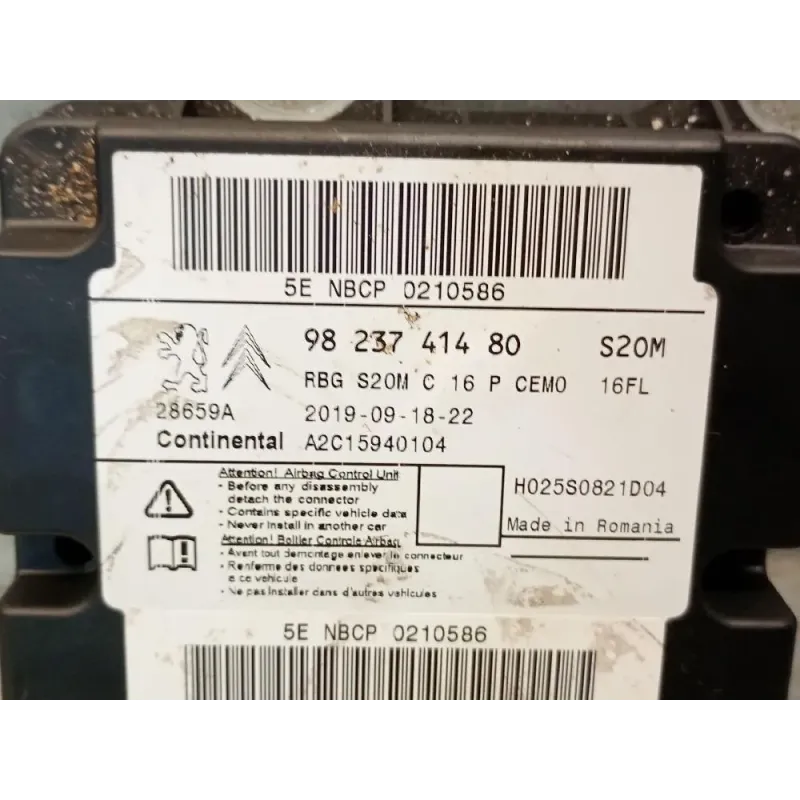 5E NBCP 0210586
98 237 414 80 S20M
RBG S20M C 16 P CEMO 16FL
28659A 2019-09-18-22
Continental A2C15940104
Attention! Airbag Control Unit
- Before any disassembly
detach the connector
- Contains specific vehicle data
- Never install in another car
Attention! Boitier Controle Airbag
- Avant tout demontage enlever le connecteur
- Renferme des donnees spécifiques
a ce vehicule
- Ne pas installer dans d'autres vehicules
H025S0821D04
Made in Romania
5E NBCP 0210586